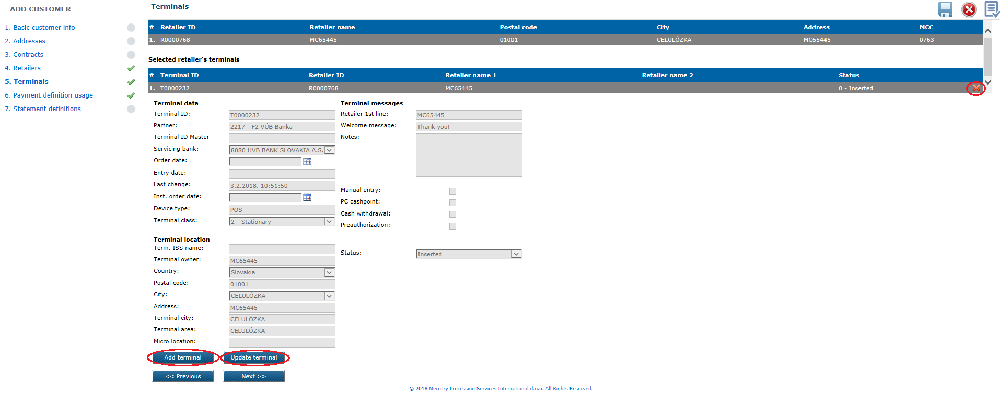 ADD CUSTOMER
1. Basic customer info
2. Addresses
3. Contracts
4. Retailers
5. Terminals
6. Payment definition usage
7. Statement definitions
Terminals
# Retailer ID Retailer name Postal code City Address MCC
1. R0000768 MC65445 01001 CELULÓZKA MC65445 0763
Selected retailer's terminals
# Terminal ID Retailer ID Retailer name 1 Retailer name 2 Status
1. T0000232 R0000768 MC65445 0 - Inserted
Terminal data
Terminal ID: T0000232
Partner: 2217 - F2 VÚB Banka
Terminal ID Master
Servicing bank: 8080 HVB BANK SLOVAKIA A.S.
Order date:
Entry date:
Last change: 3.2.2018. 10:51:50
Inst. order date:
Device type: POS
Terminal class: 2 - Stationary
Terminal location
Term. ISS name:
Terminal owner: MC65445
Country: Slovakia
Postal code: 01001
City: CELULÓZKA
Address: MC65445
Terminal city: CELULÓZKA
Terminal area: CELULÓZKA
Micro location:
Terminal messages
Retailer 1st line: MC65445
Welcome message: Thank you!
Notes:
Manual entry:
PC cashpoint:
Cash withdrawal:
Preauthorization:
Status: Inserted
Add terminal Update terminal
<< Previous Next >>
© 2018 Mercury Processing Services International d.o.o. All Rights Reserved.